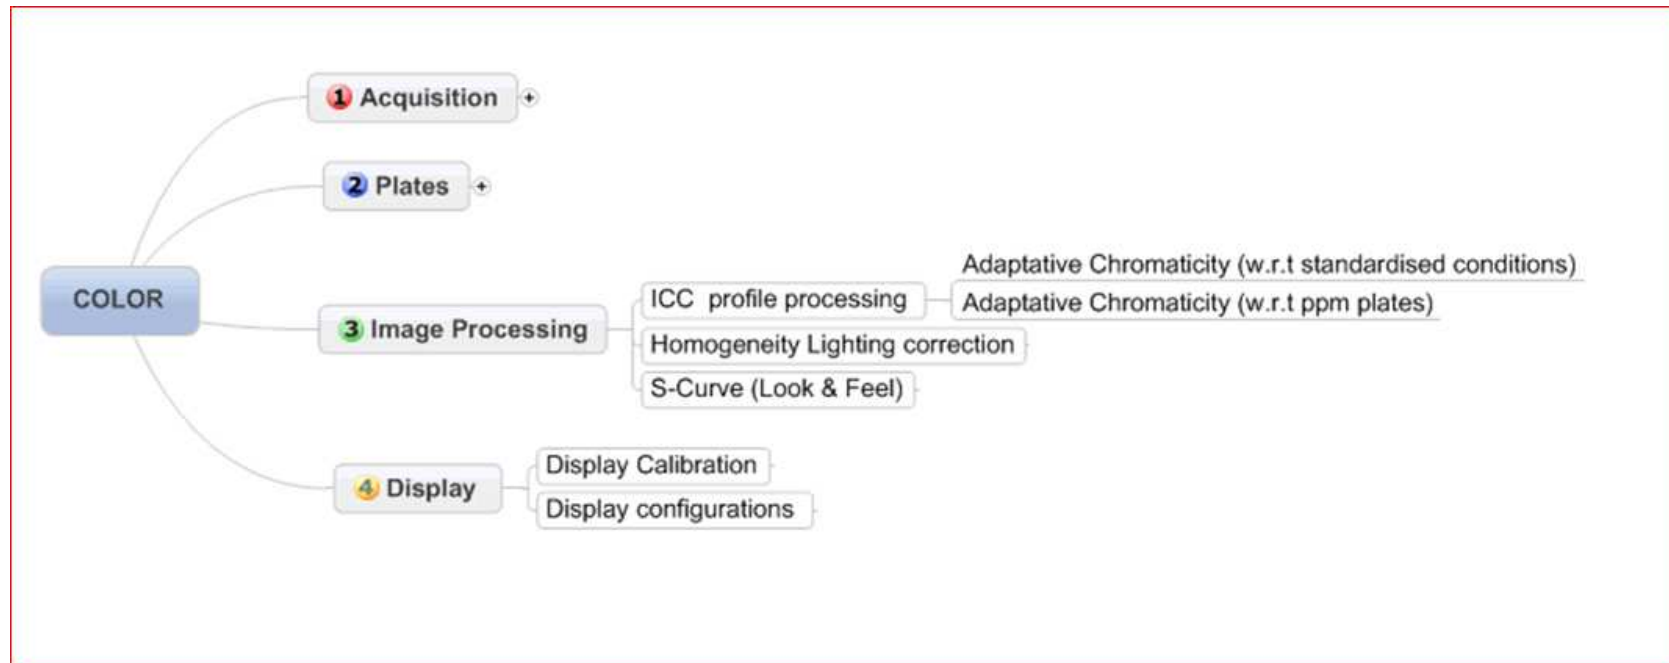 1 Acquisition
2 Plates
COLOR
3 Image Processing
ICC profile processing
Adaptative Chromaticity (w.r.t standardised conditions)
Adaptative Chromaticity (w.r.t ppm plates)
Homogeneity Lighting correction
S-Curve (Look & Feel)
4 Display
Display Calibration
Display configurations